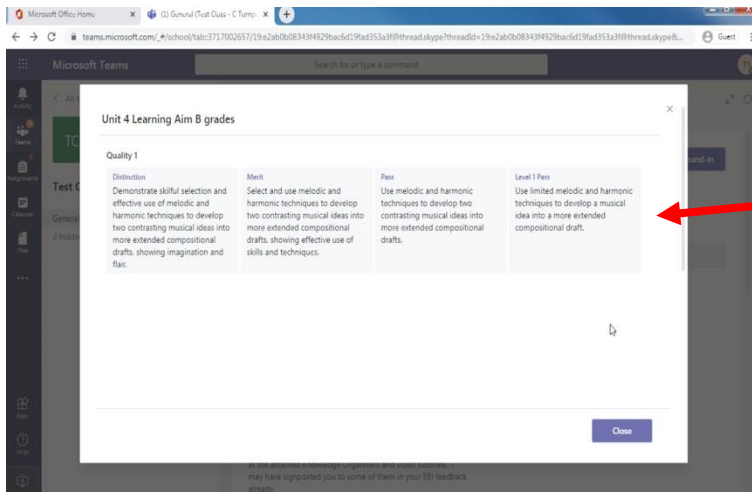 Microsoft Office Home
(1) General (Test Class - C Turnp
teams.microsoft.com/_#/school/tab::3717002657/19:e2ab0b08343f4929bac6d19fad353a3f@thread.skype?threadId=19:e2ab0b08343f4929bac6d19fad353a3f@thread.skype&...
Guest
Microsoft Teams
Search for or type a command
Activity
Teams
Assignments
Calendar
Files
Apps
Help
All t
TC
Test C
General
2 hidde
hand-in
Unit 4 Learning Aim B grades
Quality 1
Distinction
Demonstrate skilful selection and
effective use of melodic and
harmonic techniques to develop
two contrasting musical ideas into
more extended compositional
drafts, showing imagination and
flair.
Merit
Select and use melodic and
harmonic techniques to develop
two contrasting musical ideas into
more extended compositional
drafts, showing effective use of
skills and techniques.
Pass
Use melodic and harmonic
techniques to develop two
contrasting musical ideas into
more extended compositional
drafts.
Level 1 Pass
Use limited melodic and harmonic
techniques to develop a musical
idea into a more extended
compositional draft.
Close
at the attached Knowledge Organisers and video tutorials. I
may have signposted you to some of them in your EBI feedback
already.